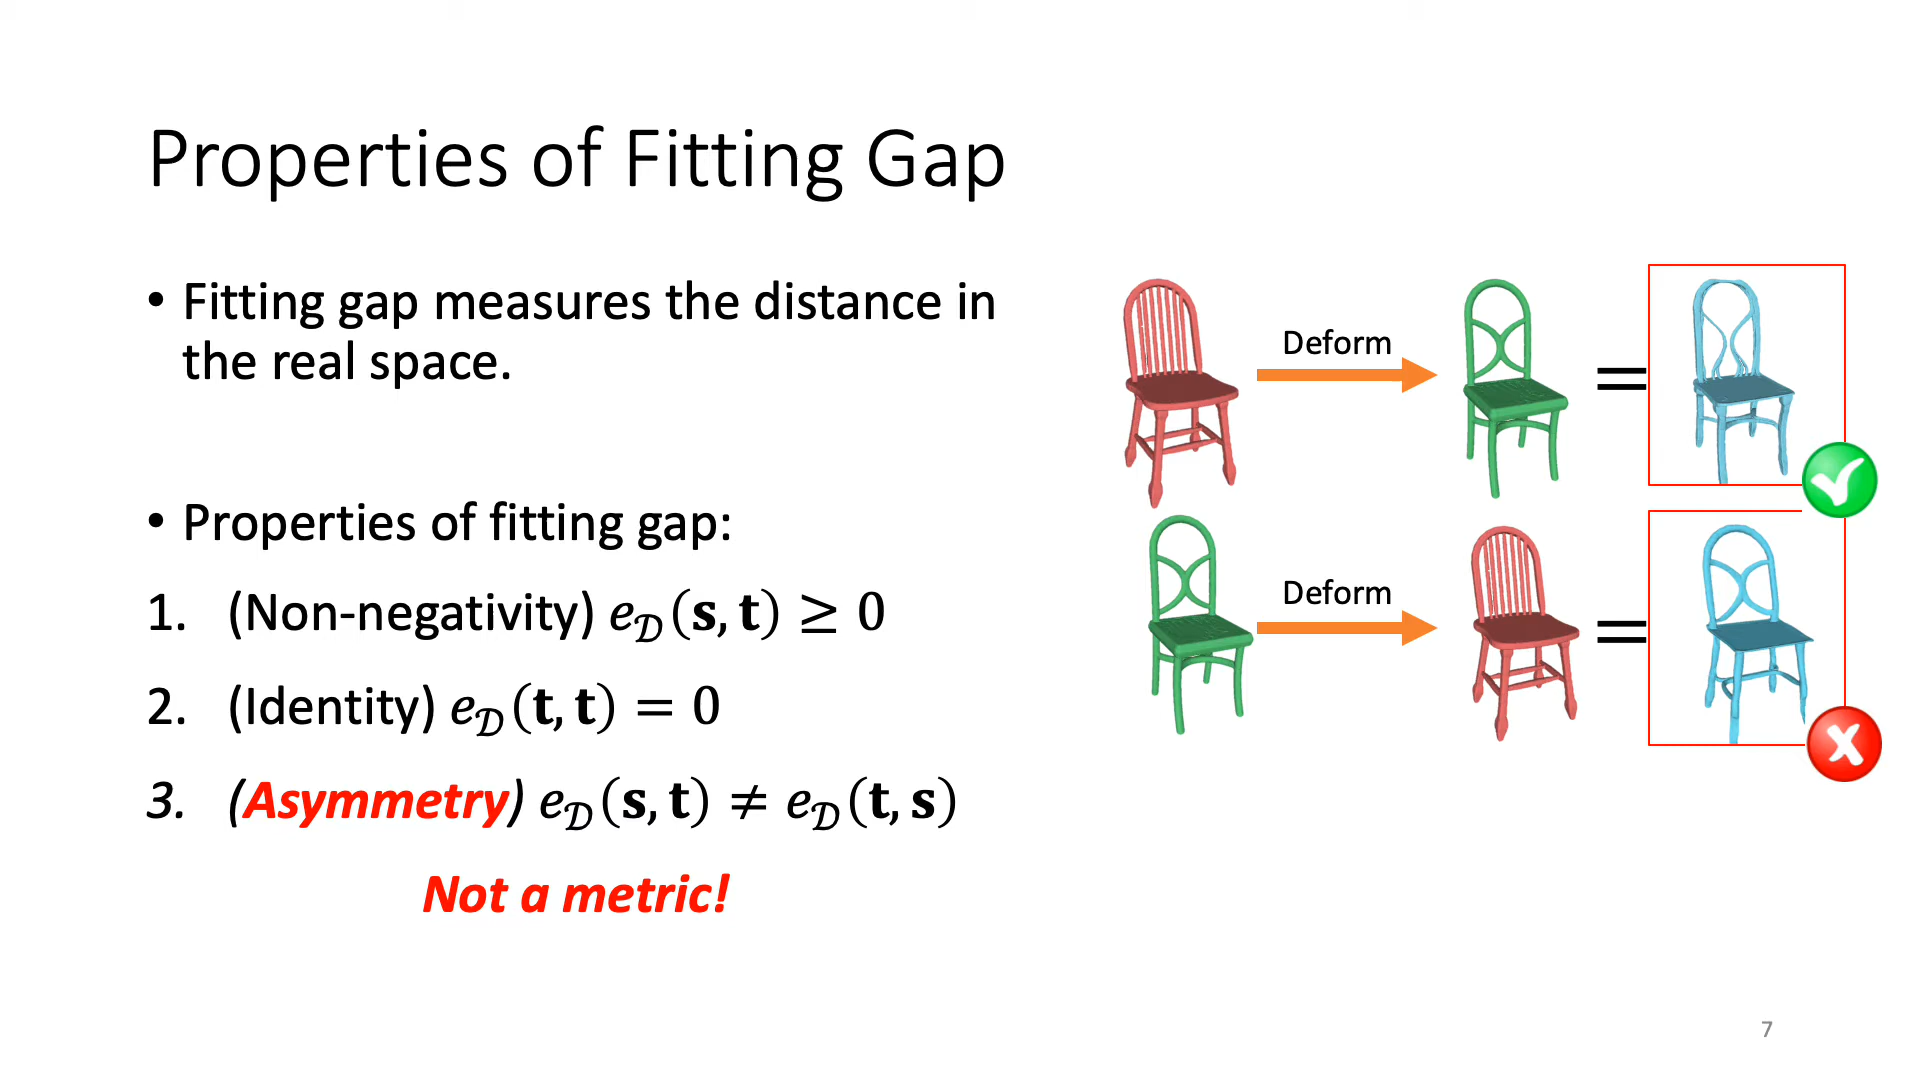 Properties of Fitting Gap
• Fitting gap measures the distance in
the real space.
• Properties of fitting gap:
1. (Non-negativity) e𝒟(𝐬, 𝐭) ≥ 0
2. (Identity) e𝒟(𝐭, 𝐭) = 0
3. (Asymmetry) e𝒟(𝐬, 𝐭) ≠ e𝒟(𝐭, 𝐬)
Not a metric!
Deform
=
Deform
=
7